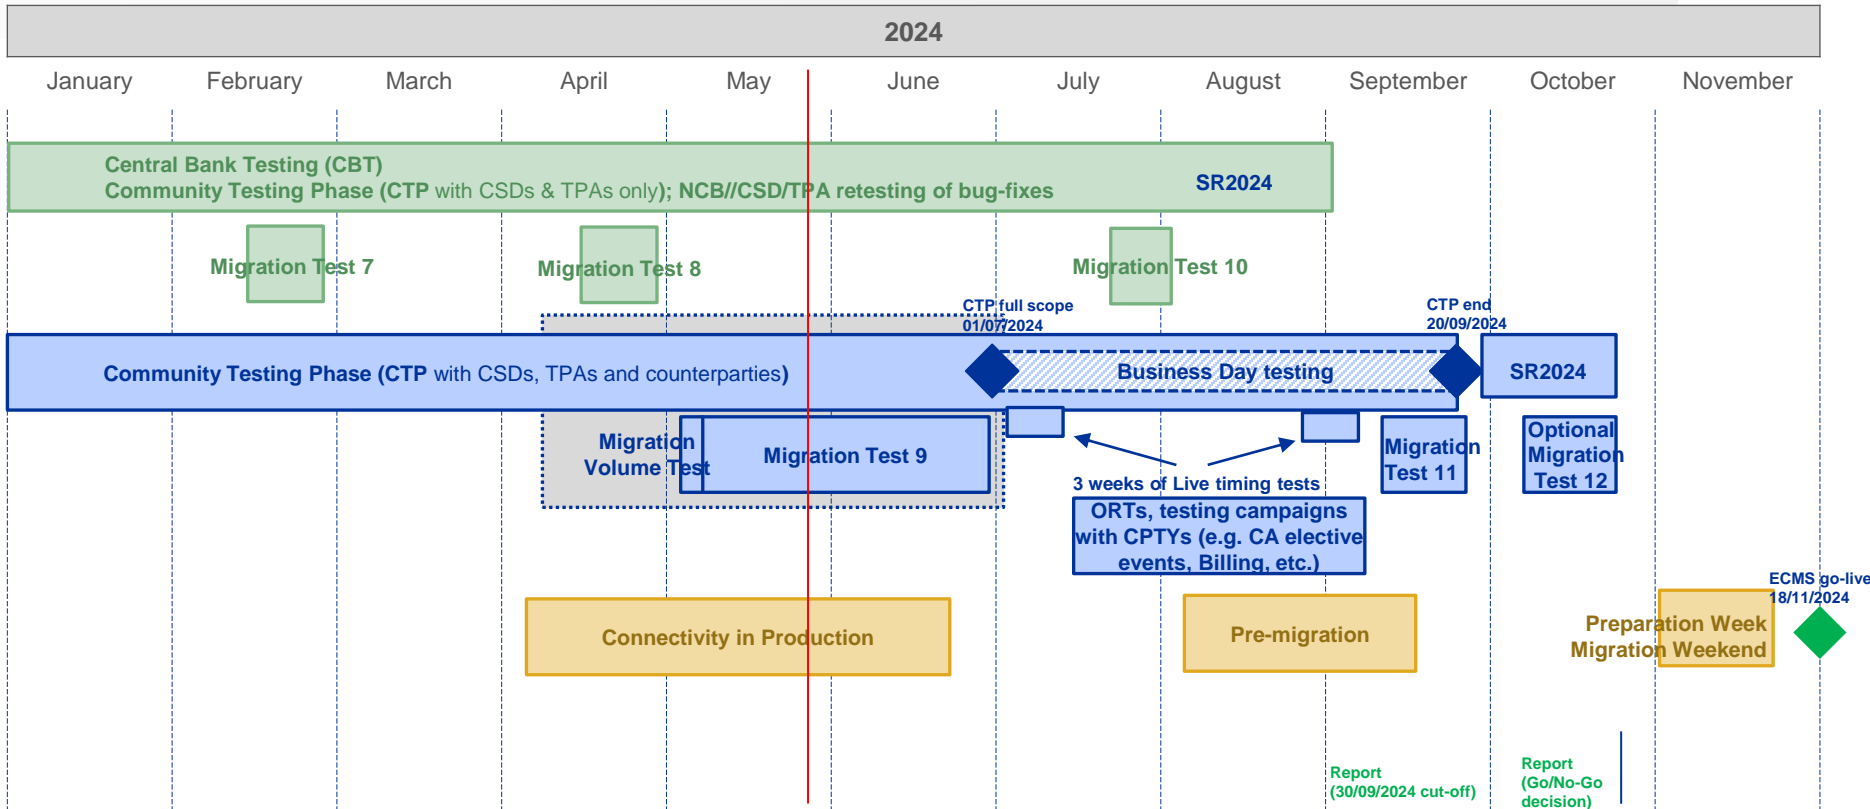 2024
January February March April May June July August September October November
Central Bank Testing (CBT)
Community Testing Phase (CTP with CSDs & TPAs only); NCB//CSD/TPA retesting of bug-fixes
SR2024
Migration Test 7
Migration Test 8
Migration Test 10
CTP full scope
01/07/2024
CTP end
20/09/2024
Community Testing Phase (CTP with CSDs, TPAs and counterparties)
Business Day testing
SR2024
Migration
Volume Test
Migration Test 9
3 weeks of Live timing tests
Migration
Test 11
Optional
Migration
Test 12
ORTs, testing campaigns
with CPTYs (e.g. CA elective
events, Billing, etc.)
Connectivity in Production
Pre-migration
Preparation Week
Migration Weekend
ECMS go-live
18/11/2024
Report
(30/09/2024 cut-off)
Report
(Go/No-Go
decision)